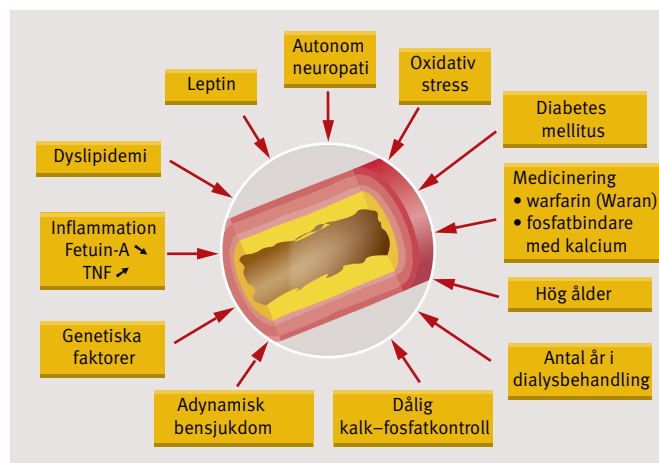 Autonom
neuropati
Oxidativ
stress
Leptin
Diabetes
mellitus
Dyslipidemi
Medicinering
• warfarin (Waran)
• fosfatbindare
med kalcium
Inflammation
Fetuin-A ➘
TNF ➚
Hög ålder
Genetiska
faktorer
Antal år i
dialysbehandling
Adynamisk
bensjukdom
Dålig
kalk–fosfatkontroll